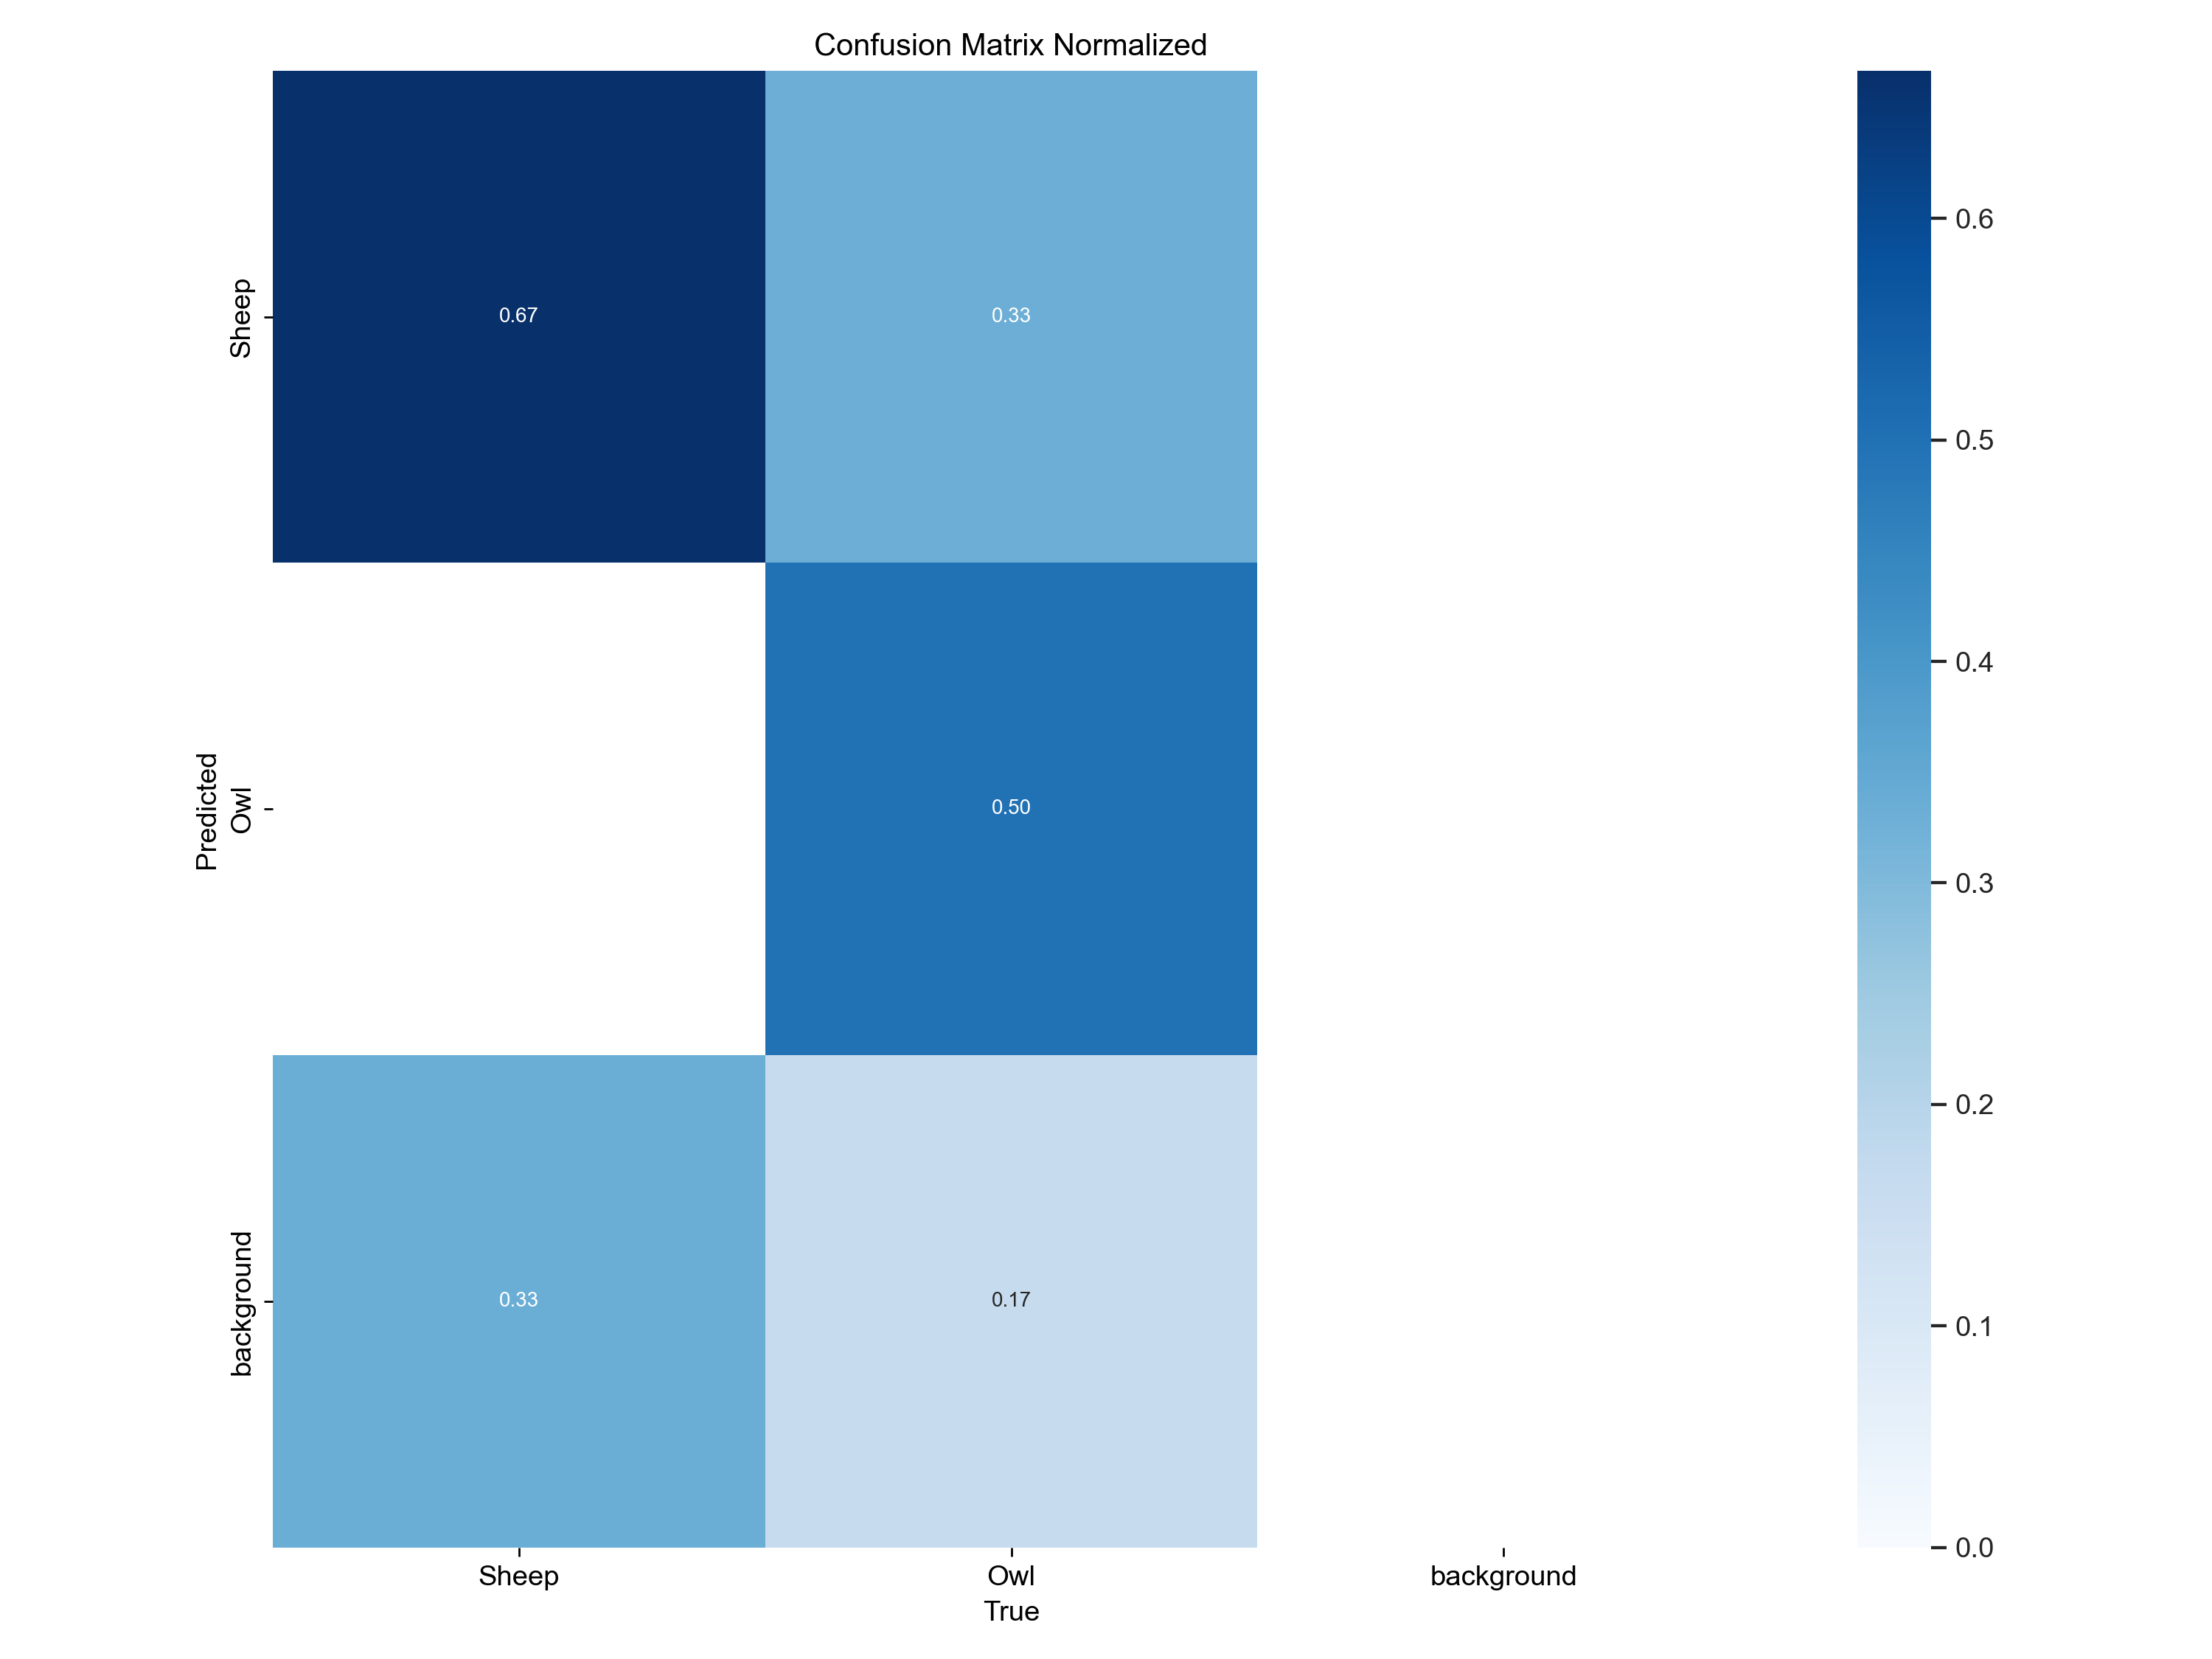 Confusion Matrix Normalized
Predicted
Sheep
0.67
0.33
Owl
0.50
background
0.33
0.17
Sheep
Owl
background
True
0.6
0.5
0.4
0.3
0.2
0.1
0.0